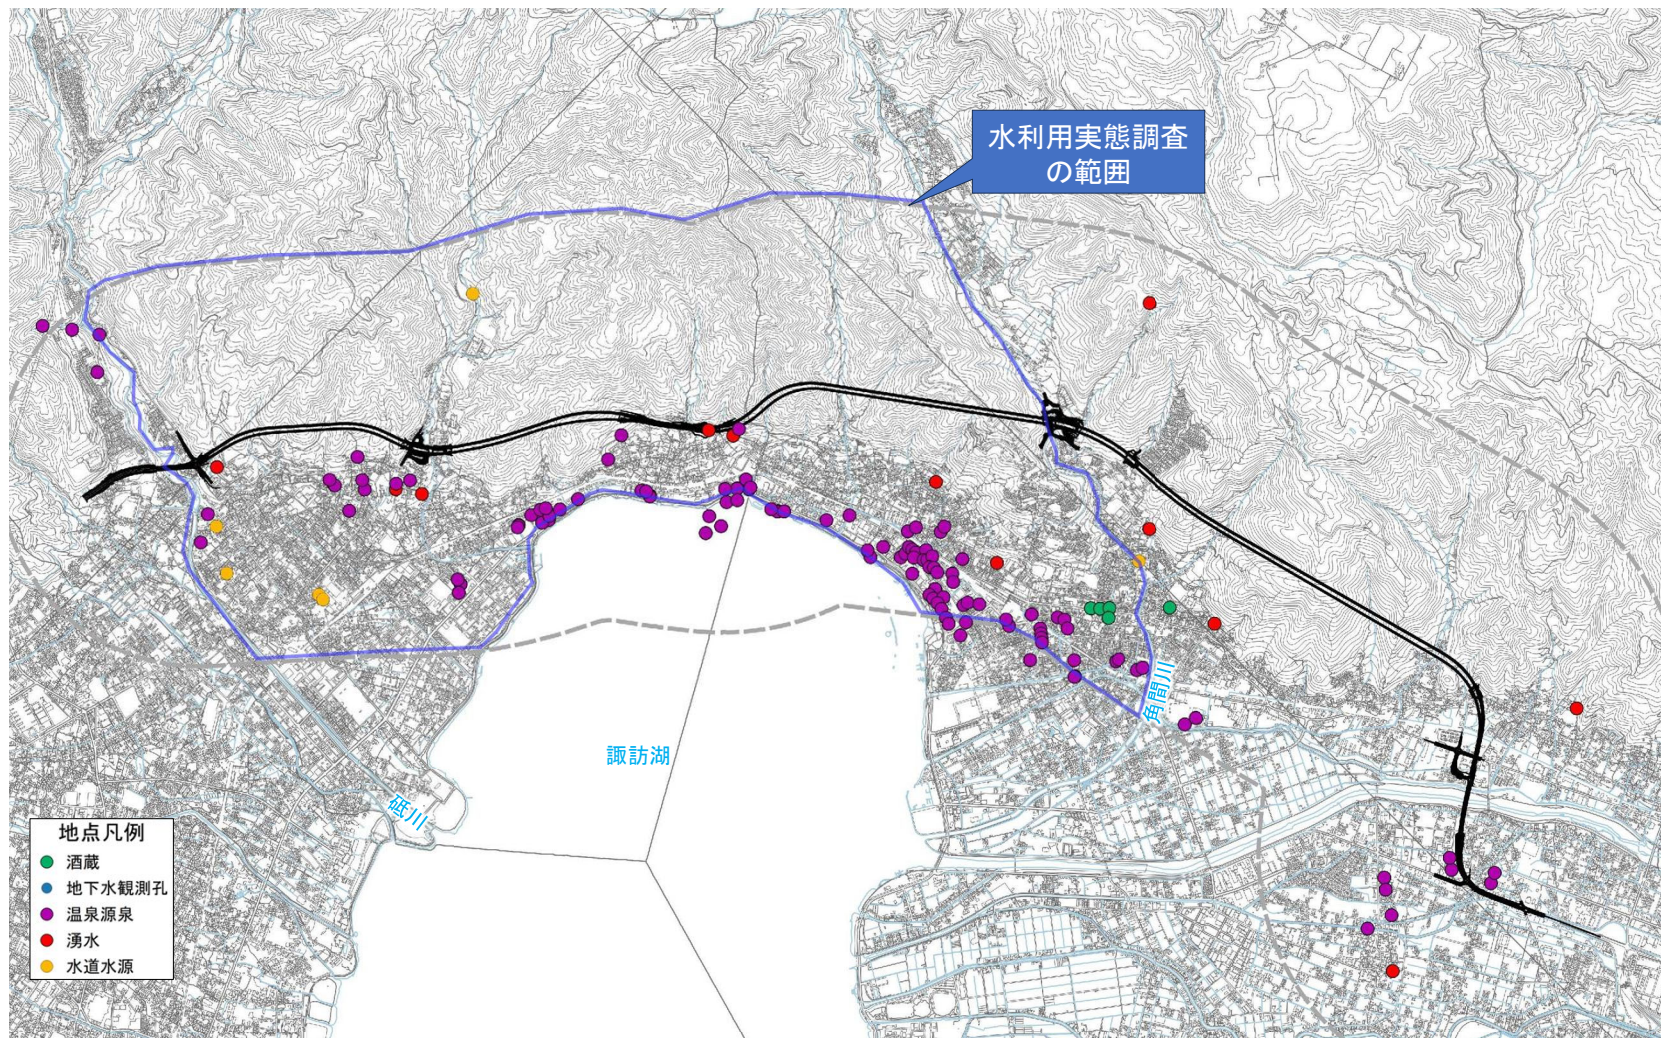 水利用実態調査
の範囲
諏訪湖
角間川
砥川
地点凡例
酒蔵
地下水観測孔
温泉源泉
湧水
水道水源